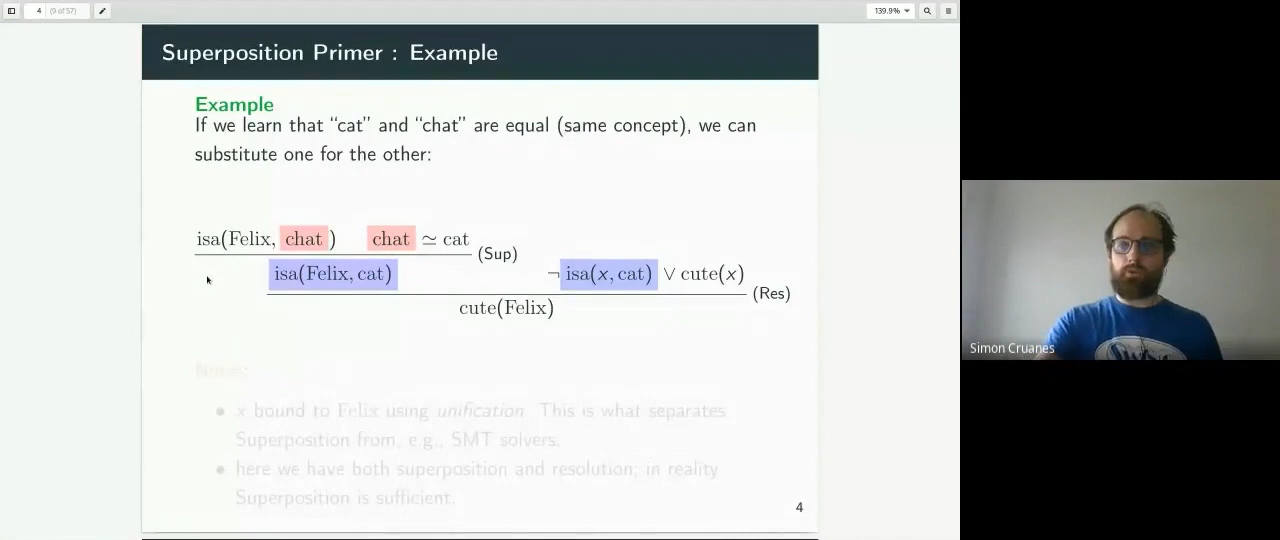 4 (9 of 57)
139.9%
Superposition Primer : Example
Example
If we learn that “cat” and “chat” are equal (same concept), we can
substitute one for the other:
isa(Felix, chat ) chat ≃ cat
(Sup)
isa(Felix, cat) ¬ isa(x, cat) ∨ cute(x)
(Res)
cute(Felix)
Notes:
• x bound to Felix using unification. This is what separates
Superposition from, e.g., SMT solvers.
• here we have both superposition and resolution; in reality
Superposition is sufficient.
4
Simon Cruanes